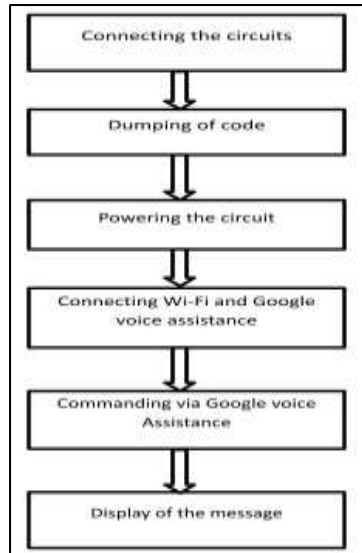 Connecting the circuits
Dumping of code
Powering the circuit
Connecting Wi-Fi and Google
voice assistance
Commanding via Google voice
Assistance
Display of the message